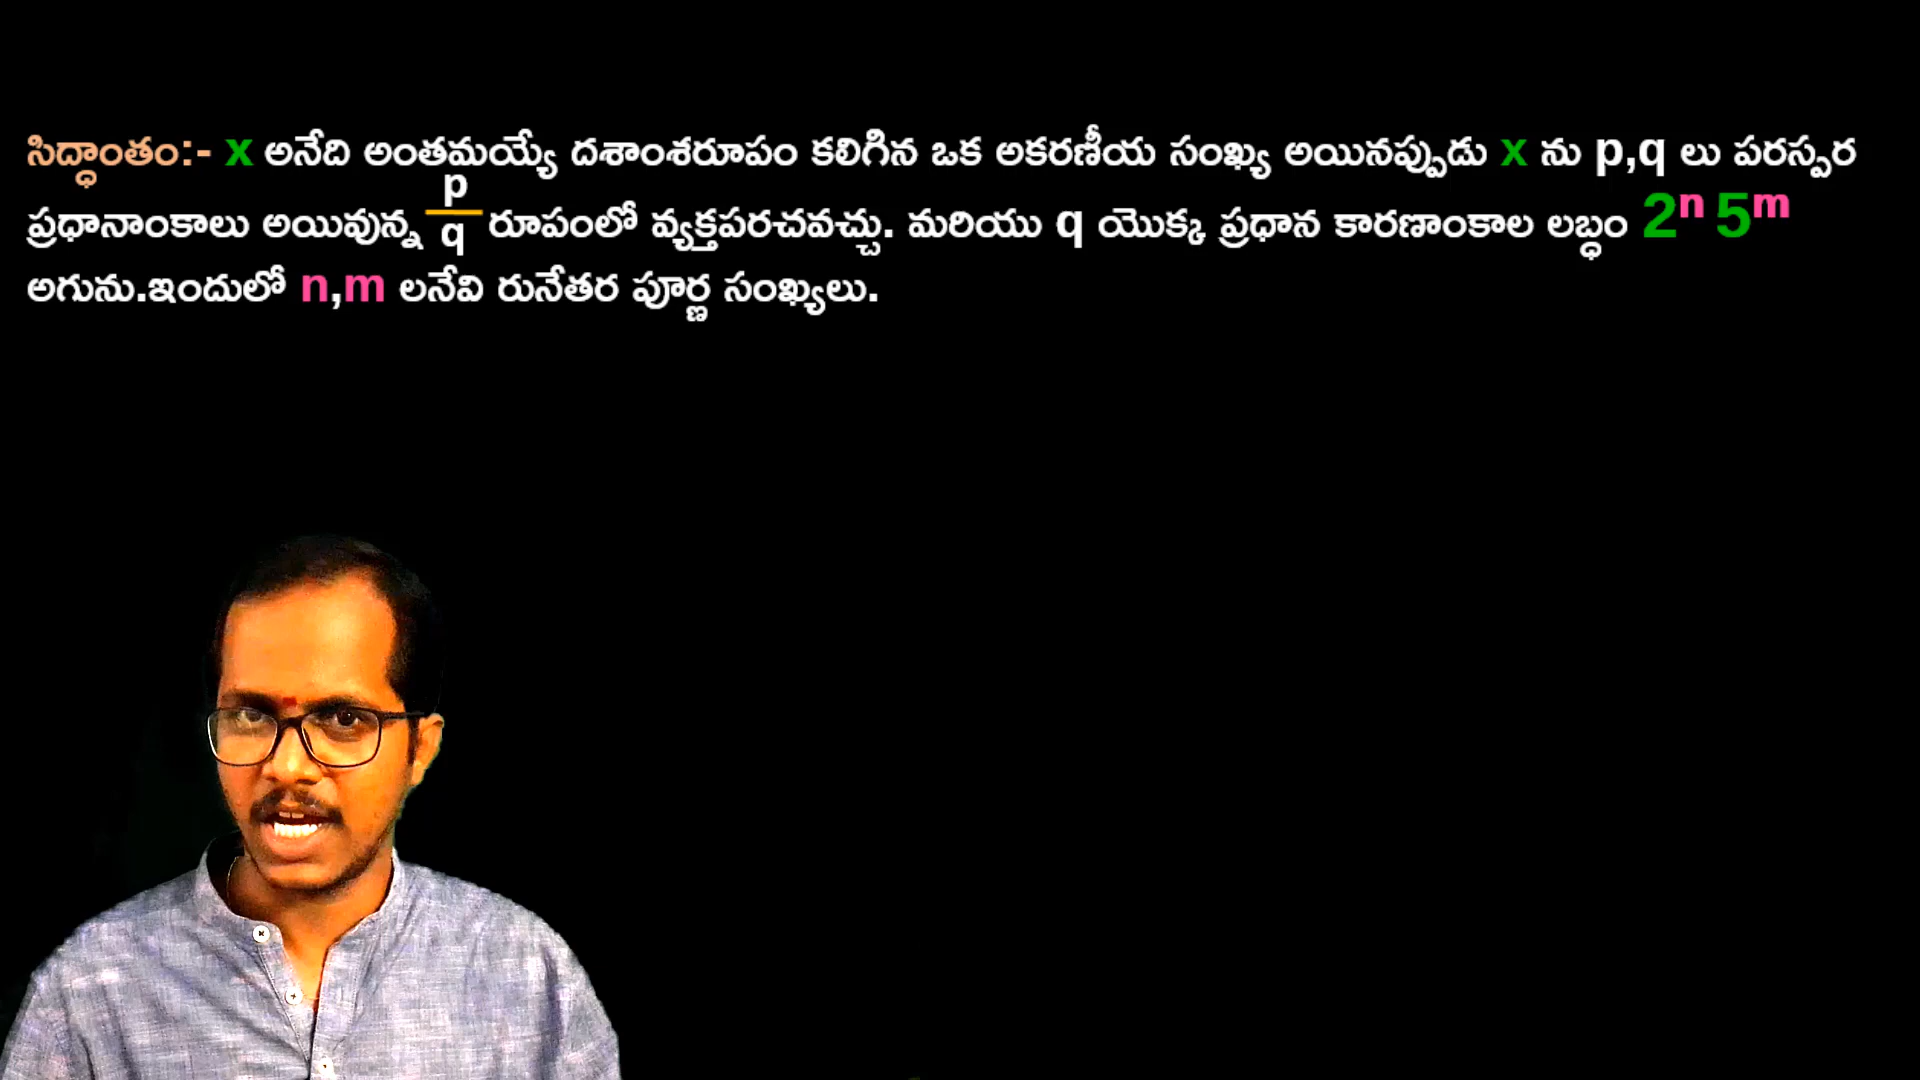 సిద్ధాంతం:- x అనేది అంతమయ్యే దశాంశరూపం కలిగిన ఒక అకరణీయ సంఖ్య అయినప్పుడు x ను p,q లు పరస్పర
ప్రధానాంకాలు అయివున్న p/q రూపంలో వ్యక్తపరచవచ్చు. మరియు q యొక్క ప్రధాన కారణాంకాల లబ్ధం 2ⁿ 5ᵐ
అగును.ఇందులో n,m లనేవి రునేతర పూర్ణ సంఖ్యలు.